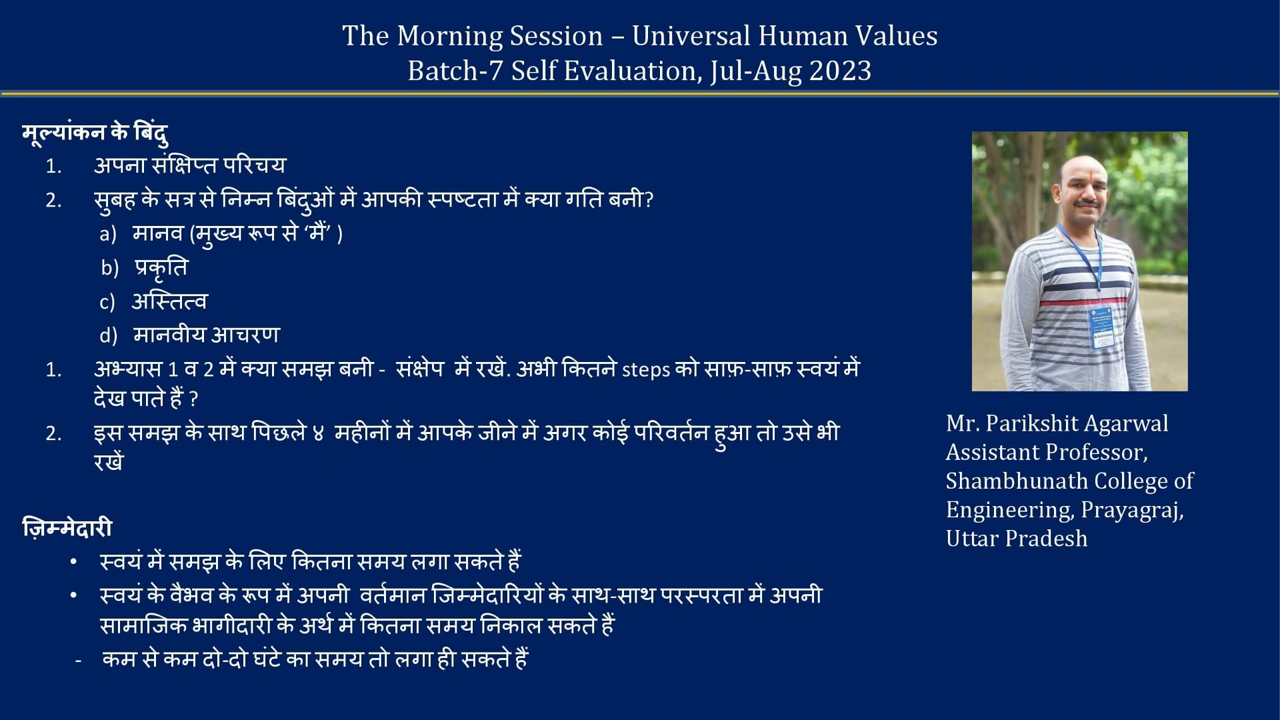 The Morning Session – Universal Human Values
Batch-7 Self Evaluation, Jul-Aug 2023
मूल्यांकन के बिंदु
1. अपना संक्षिप्त परिचय
2. सुबह के सत्र से निम्न बिंदुओं में आपकी स्पष्टता में क्या गति बनी?
a) मानव (मुख्य रूप से ‘मैं’ )
b) प्रकृति
c) अस्तित्व
d) मानवीय आचरण
1. अभ्यास 1 व 2 में क्या समझ बनी - संक्षेप में रखें. अभी कितने steps को साफ़-साफ़ स्वयं में
देख पाते हैं ?
2. इस समझ के साथ पिछले ४ महीनों में आपके जीने में अगर कोई परिवर्तन हुआ तो उसे भी
रखें
ज़िम्मेदारी
• स्वयं में समझ के लिए कितना समय लगा सकते हैं
• स्वयं के वैभव के रूप में अपनी वर्तमान जिम्मेदारियों के साथ-साथ परस्परता में अपनी
सामाजिक भागीदारी के अर्थ में कितना समय निकाल सकते हैं
- कम से कम दो-दो घंटे का समय तो लगा ही सकते हैं
Mr. Parikshit Agarwal
Assistant Professor,
Shambhunath College of
Engineering, Prayagraj,
Uttar Pradesh